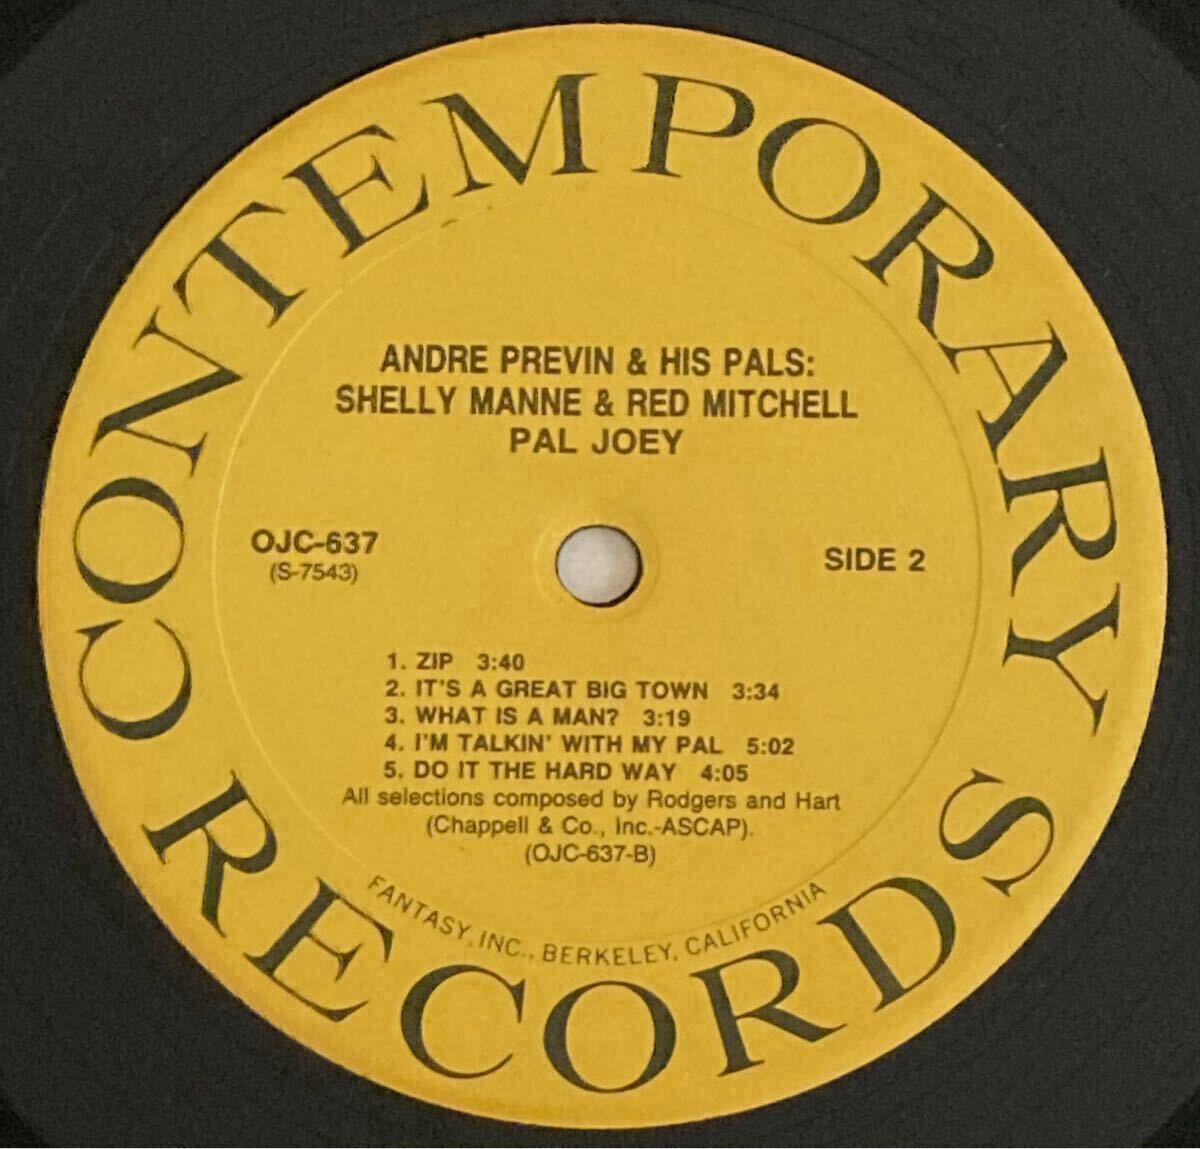 CONTEMPORARY RECORDS
ANDRE PREVIN & HIS PALS:
SHELLY MANNE & RED MITCHELL
PAL JOEY
OJC-637
(S-7543)
SIDE 2
1. ZIP 3:40
2. IT'S A GREAT BIG TOWN 3:34
3. WHAT IS A MAN? 3:19
4. I'M TALKIN' WITH MY PAL 5:02
5. DO IT THE HARD WAY 4:05
All selections composed by Rodgers and Hart
(Chappell & Co., Inc.-ASCAP).
(OJC-637-B)
FANTASY, INC., BERKELEY, CALIFORNIA